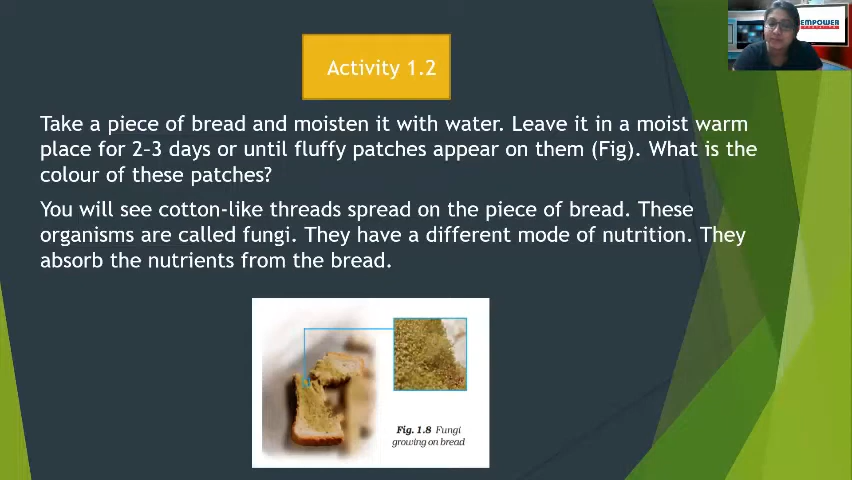 EMPOWER
Activity 1.2
Take a piece of bread and moisten it with water. Leave it in a moist warm
place for 2-3 days or until fluffy patches appear on them (Fig). What is the
colour of these patches?
You will see cotton-like threads spread on the piece of bread. These
organisms are called fungi. They have a different mode of nutrition. They
absorb the nutrients from the bread.
Fig. 1.8 Fungi
growing on bread